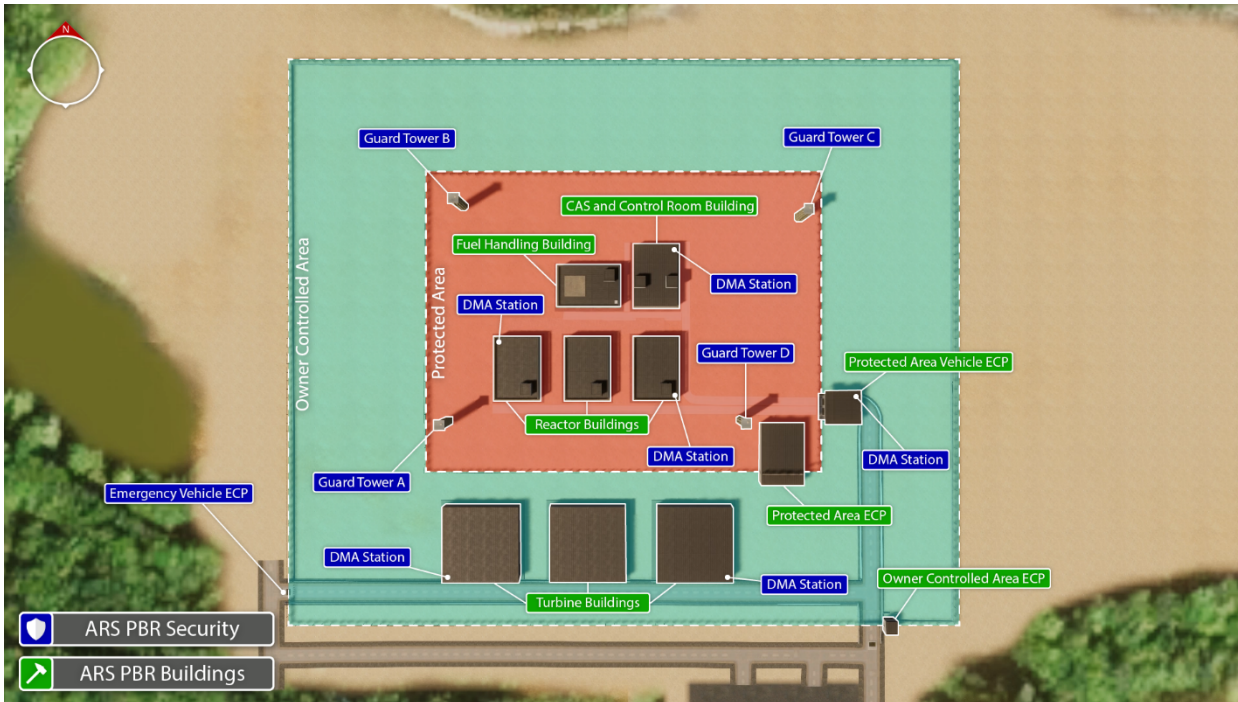 N
Guard Tower B
Guard Tower C
CAS and Control Room Building
Fuel Handling Building
DMA Station
DMA Station
Owner Controlled Area
Protected Area
Guard Tower D
Protected Area Vehicle ECP
Reactor Buildings
DMA Station
DMA Station
Guard Tower A
Emergency Vehicle ECP
Protected Area ECP
DMA Station
DMA Station
Owner Controlled Area ECP
Turbine Buildings
ARS PBR Security
ARS PBR Buildings